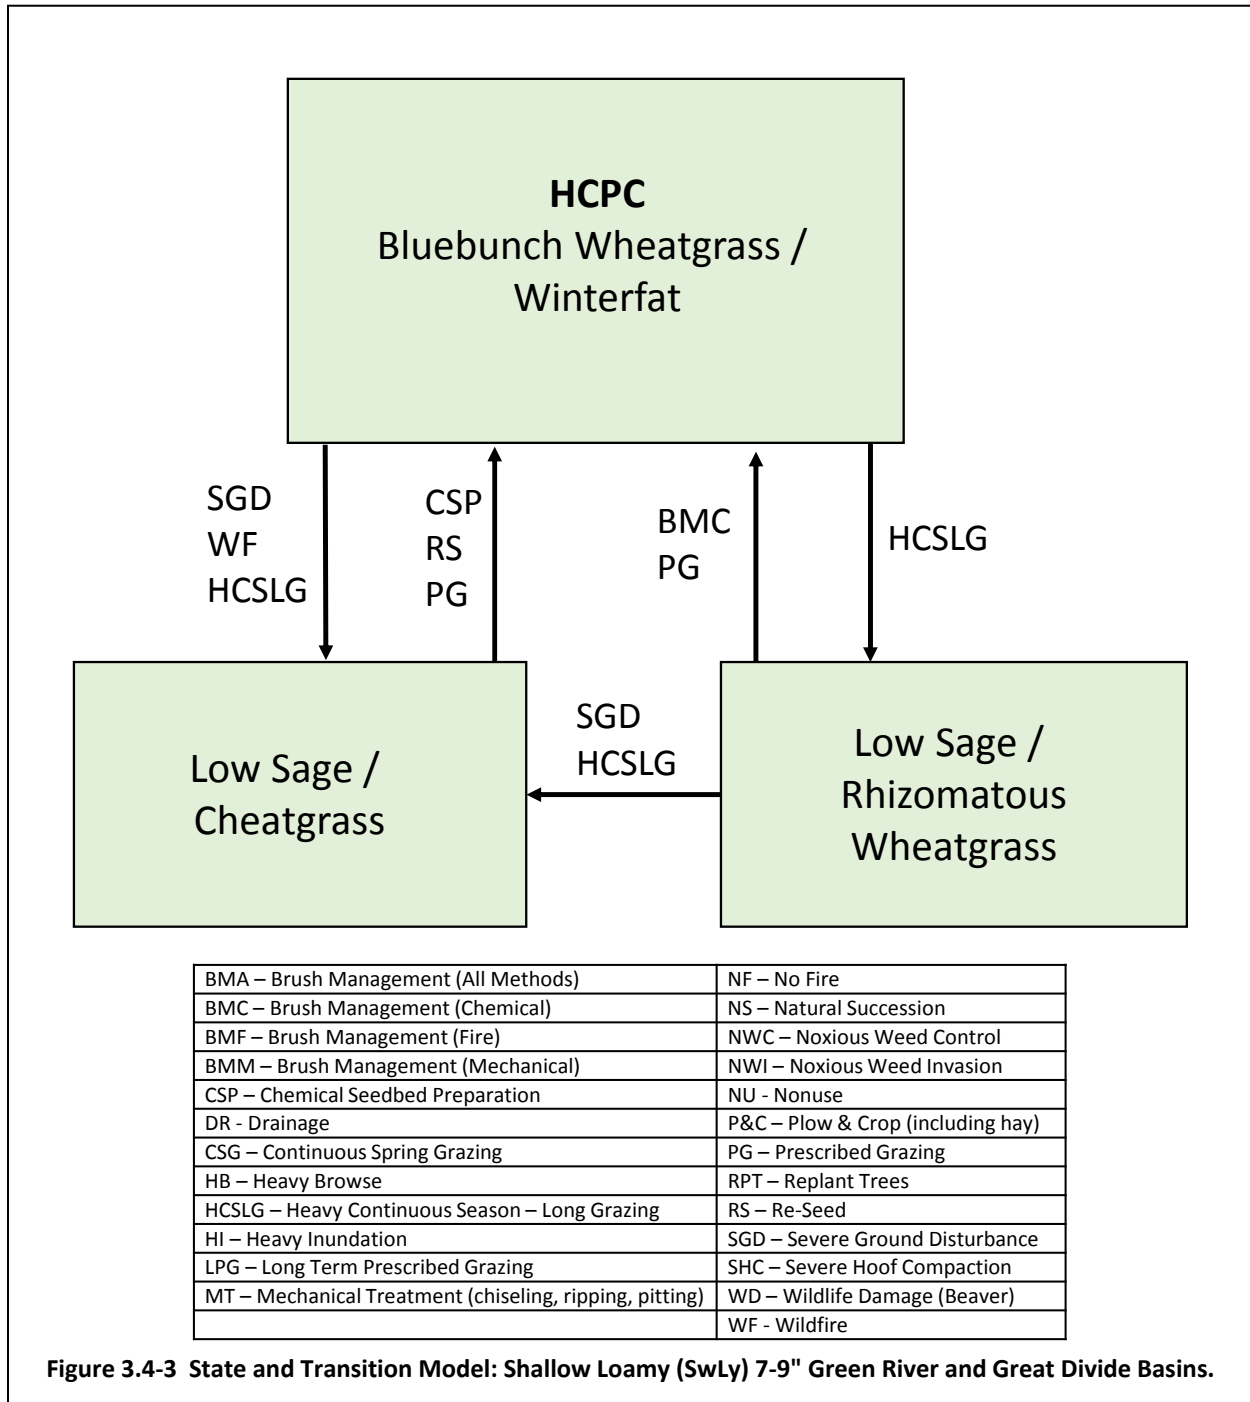 HCPC
Bluebunch Wheatgrass /
Winterfat
SGD
WF
HCSLG
CSP
RS
PG
BMC
PG
HCSLG
Low Sage /
Cheatgrass
SGD
HCSLG
Low Sage /
Rhizomatous
Wheatgrass
BMA – Brush Management (All Methods)
NF – No Fire
BMC – Brush Management (Chemical)
NS – Natural Succession
BMF – Brush Management (Fire)
NWC – Noxious Weed Control
BMM – Brush Management (Mechanical)
NWI – Noxious Weed Invasion
CSP – Chemical Seedbed Preparation
NU - Nonuse
DR - Drainage
P&C – Plow & Crop (including hay)
CSG – Continuous Spring Grazing
PG – Prescribed Grazing
HB – Heavy Browse
RPT – Replant Trees
HCSLG – Heavy Continuous Season – Long Grazing
RS – Re-Seed
HI – Heavy Inundation
SGD – Severe Ground Disturbance
LPG – Long Term Prescribed Grazing
SHC – Severe Hoof Compaction
MT – Mechanical Treatment (chiseling, ripping, pitting)
WD – Wildlife Damage (Beaver)
WF - Wildfire
Figure 3.4-3 State and Transition Model: Shallow Loamy (SwLy) 7-9" Green River and Great Divide Basins.